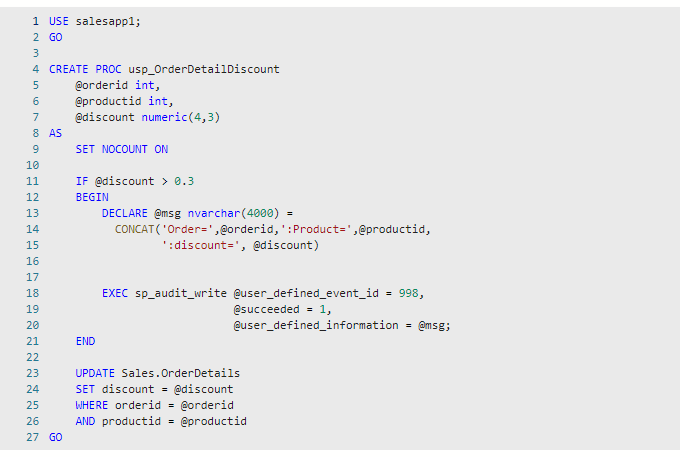 1 USE salesapp1;
2 GO
3
4 CREATE PROC usp_OrderDetailDiscount
5     @orderid int,
6     @productid int,
7     @discount numeric(4,3)
8 AS
9     SET NOCOUNT ON
10
11     IF @discount > 0.3
12     BEGIN
13         DECLARE @msg nvarchar(4000) =
14           CONCAT('Order=',@orderid,':Product=',@productid,
15                  ':discount=', @discount)
16
17
18         EXEC sp_audit_write @user_defined_event_id = 998,
19                             @succeeded = 1,
20                             @user_defined_information = @msg;
21     END
22
23     UPDATE Sales.OrderDetails
24     SET discount = @discount
25     WHERE orderid = @orderid
26     AND productid = @productid
27 GO